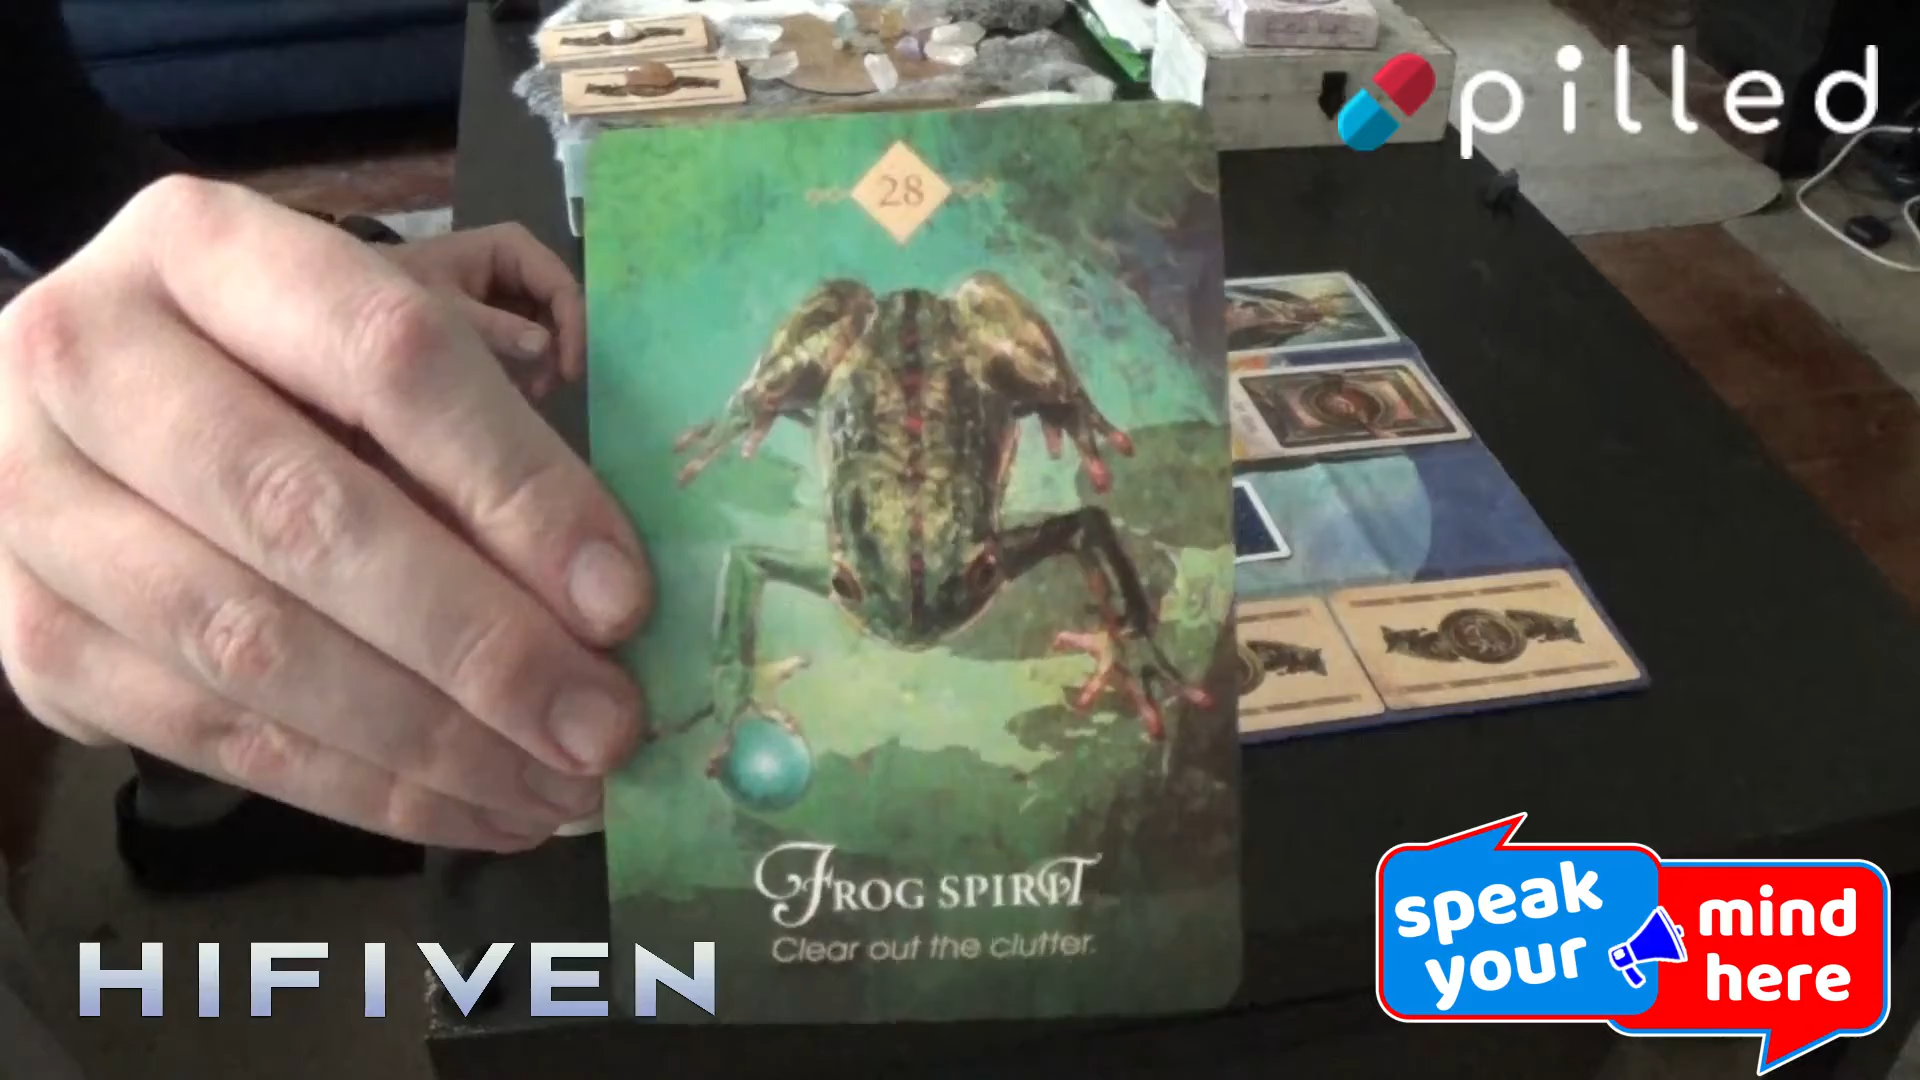 pilled
28
FROG SPIRIT
Clear out the clutter.
HIFIVEN
speak
your
mind
here